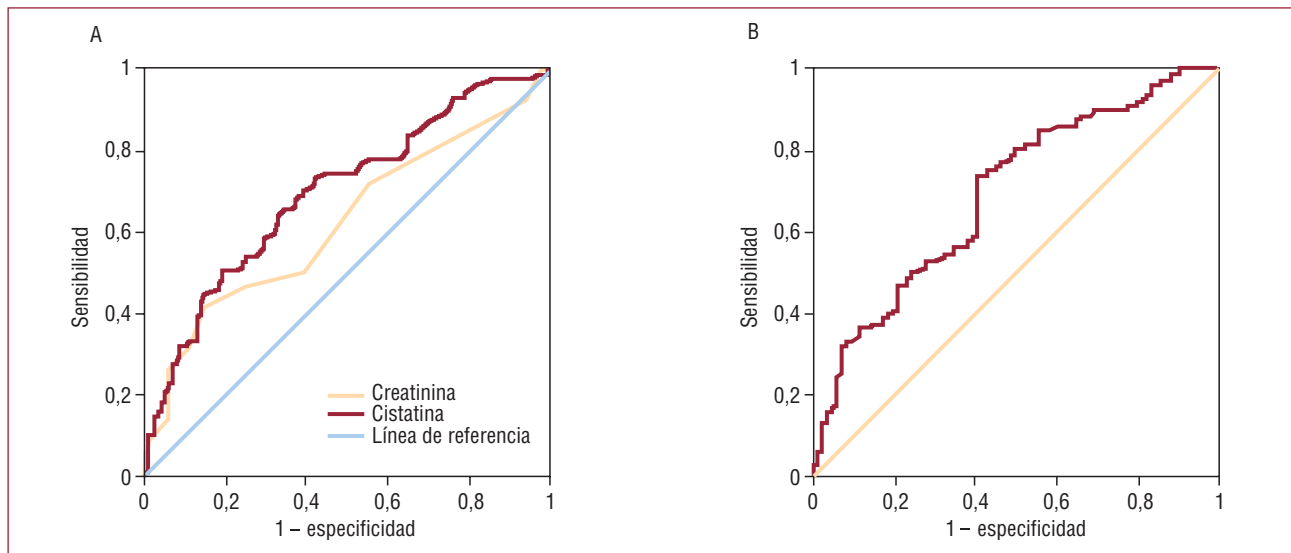 A
1
0,8
0,6
0,4
0,2
0
Sensibilidad
Creatinina
Cistatina
Línea de referencia
0 0,2 0,4 0,6 0,8 1
1 – especificidad
B
1
0,8
0,6
0,4
0,2
0
Sensibilidad
0 0,2 0,4 0,6 0,8 1
1 – especificidad